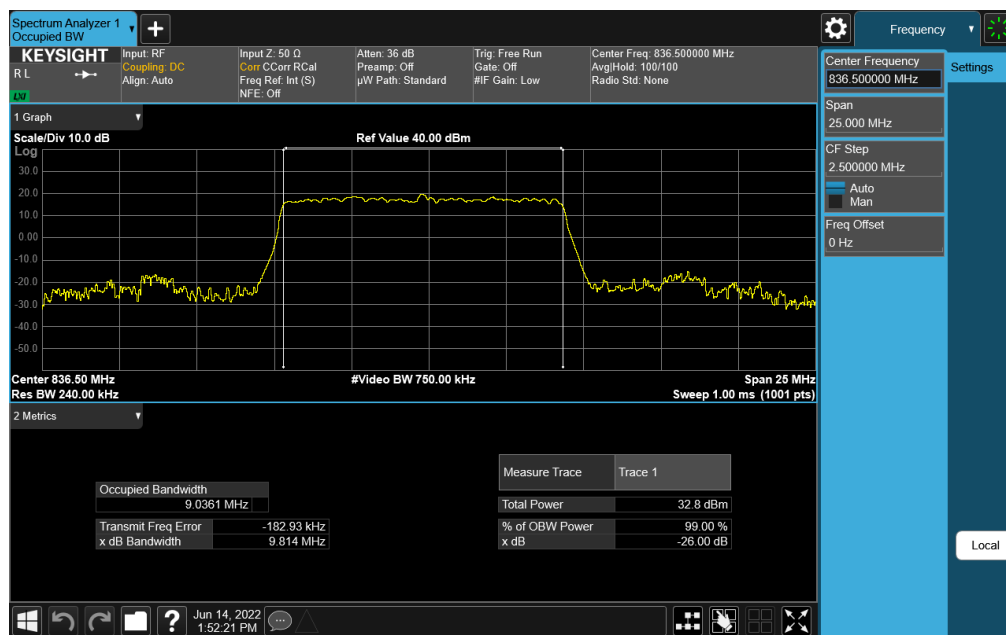 Spectrum Analyzer 1
Occupied BW
Frequency
KEYSIGHT
R L
LXI
Input: RF
Coupling: DC
Align: Auto
Input Z: 50 Ω
Corr CCorr RCal
Freq Ref: Int (S)
NFE: Off
Atten: 36 dB
Preamp: Off
µW Path: Standard
Trig: Free Run
Gate: Off
#IF Gain: Low
Center Freq: 836.500000 MHz
Avg|Hold: 100/100
Radio Std: None
Center Frequency
836.500000 MHz
Settings
Span
25.000 MHz
CF Step
2.500000 MHz
Auto
Man
Freq Offset
0 Hz
Local
1 Graph
Scale/Div 10.0 dB
Ref Value 40.00 dBm
Log
30.0
20.0
10.0
0.00
-10.0
-20.0
-30.0
-40.0
-50.0
Center 836.50 MHz
#Video BW 750.00 kHz
Span 25 MHz
Res BW 240.00 kHz
Sweep 1.00 ms (1001 pts)
2 Metrics
Measure Trace
Trace 1
Occupied Bandwidth
9.0361 MHz
Total Power
32.8 dBm
Transmit Freq Error
-182.93 kHz
% of OBW Power
99.00 %
x dB Bandwidth
9.814 MHz
x dB
-26.00 dB
?
Jun 14, 2022
1:52:21 PM